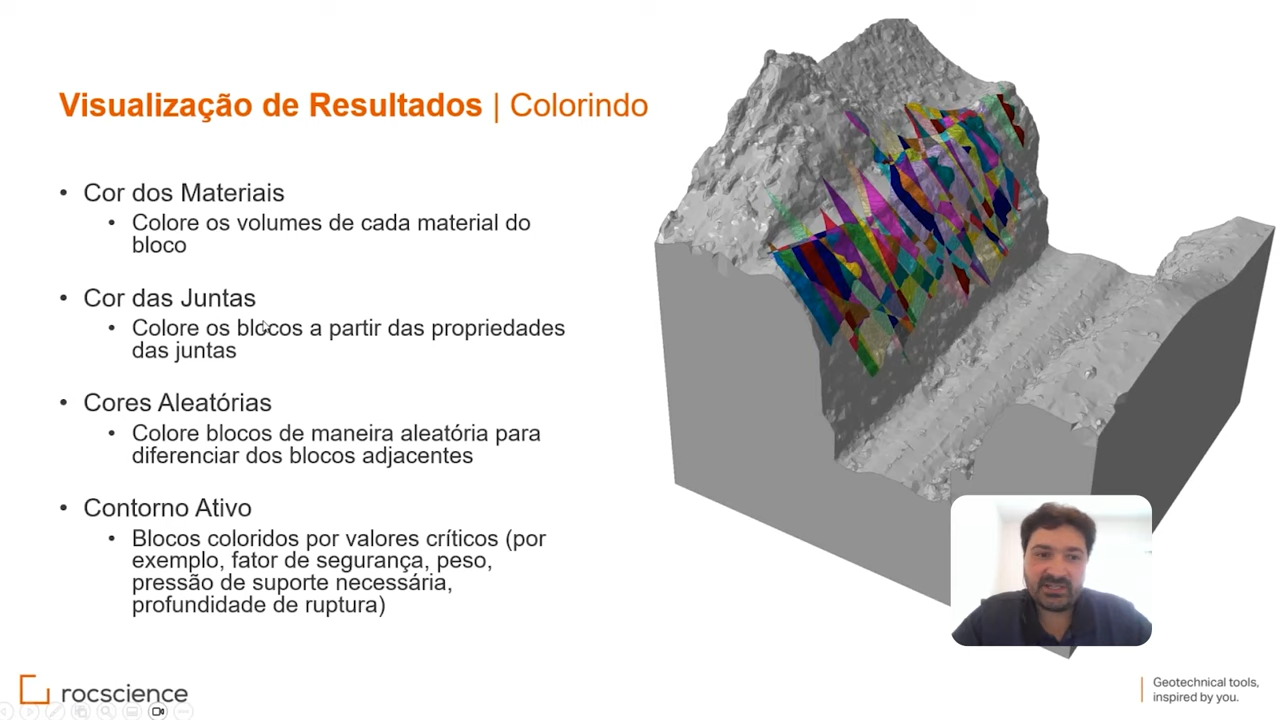 Visualização de Resultados | Colorindo
• Cor dos Materiais
• Colore os volumes de cada material do
bloco
• Cor das Juntas
• Colore os blocos a partir das propriedades
das juntas
• Cores Aleatórias
• Colore blocos de maneira aleatória para
diferenciar dos blocos adjacentes
• Contorno Ativo
• Blocos coloridos por valores críticos (por
exemplo, fator de segurança, peso,
pressão de suporte necessária,
profundidade de ruptura)
rocscience
Geotechnical tools,
inspired by you.